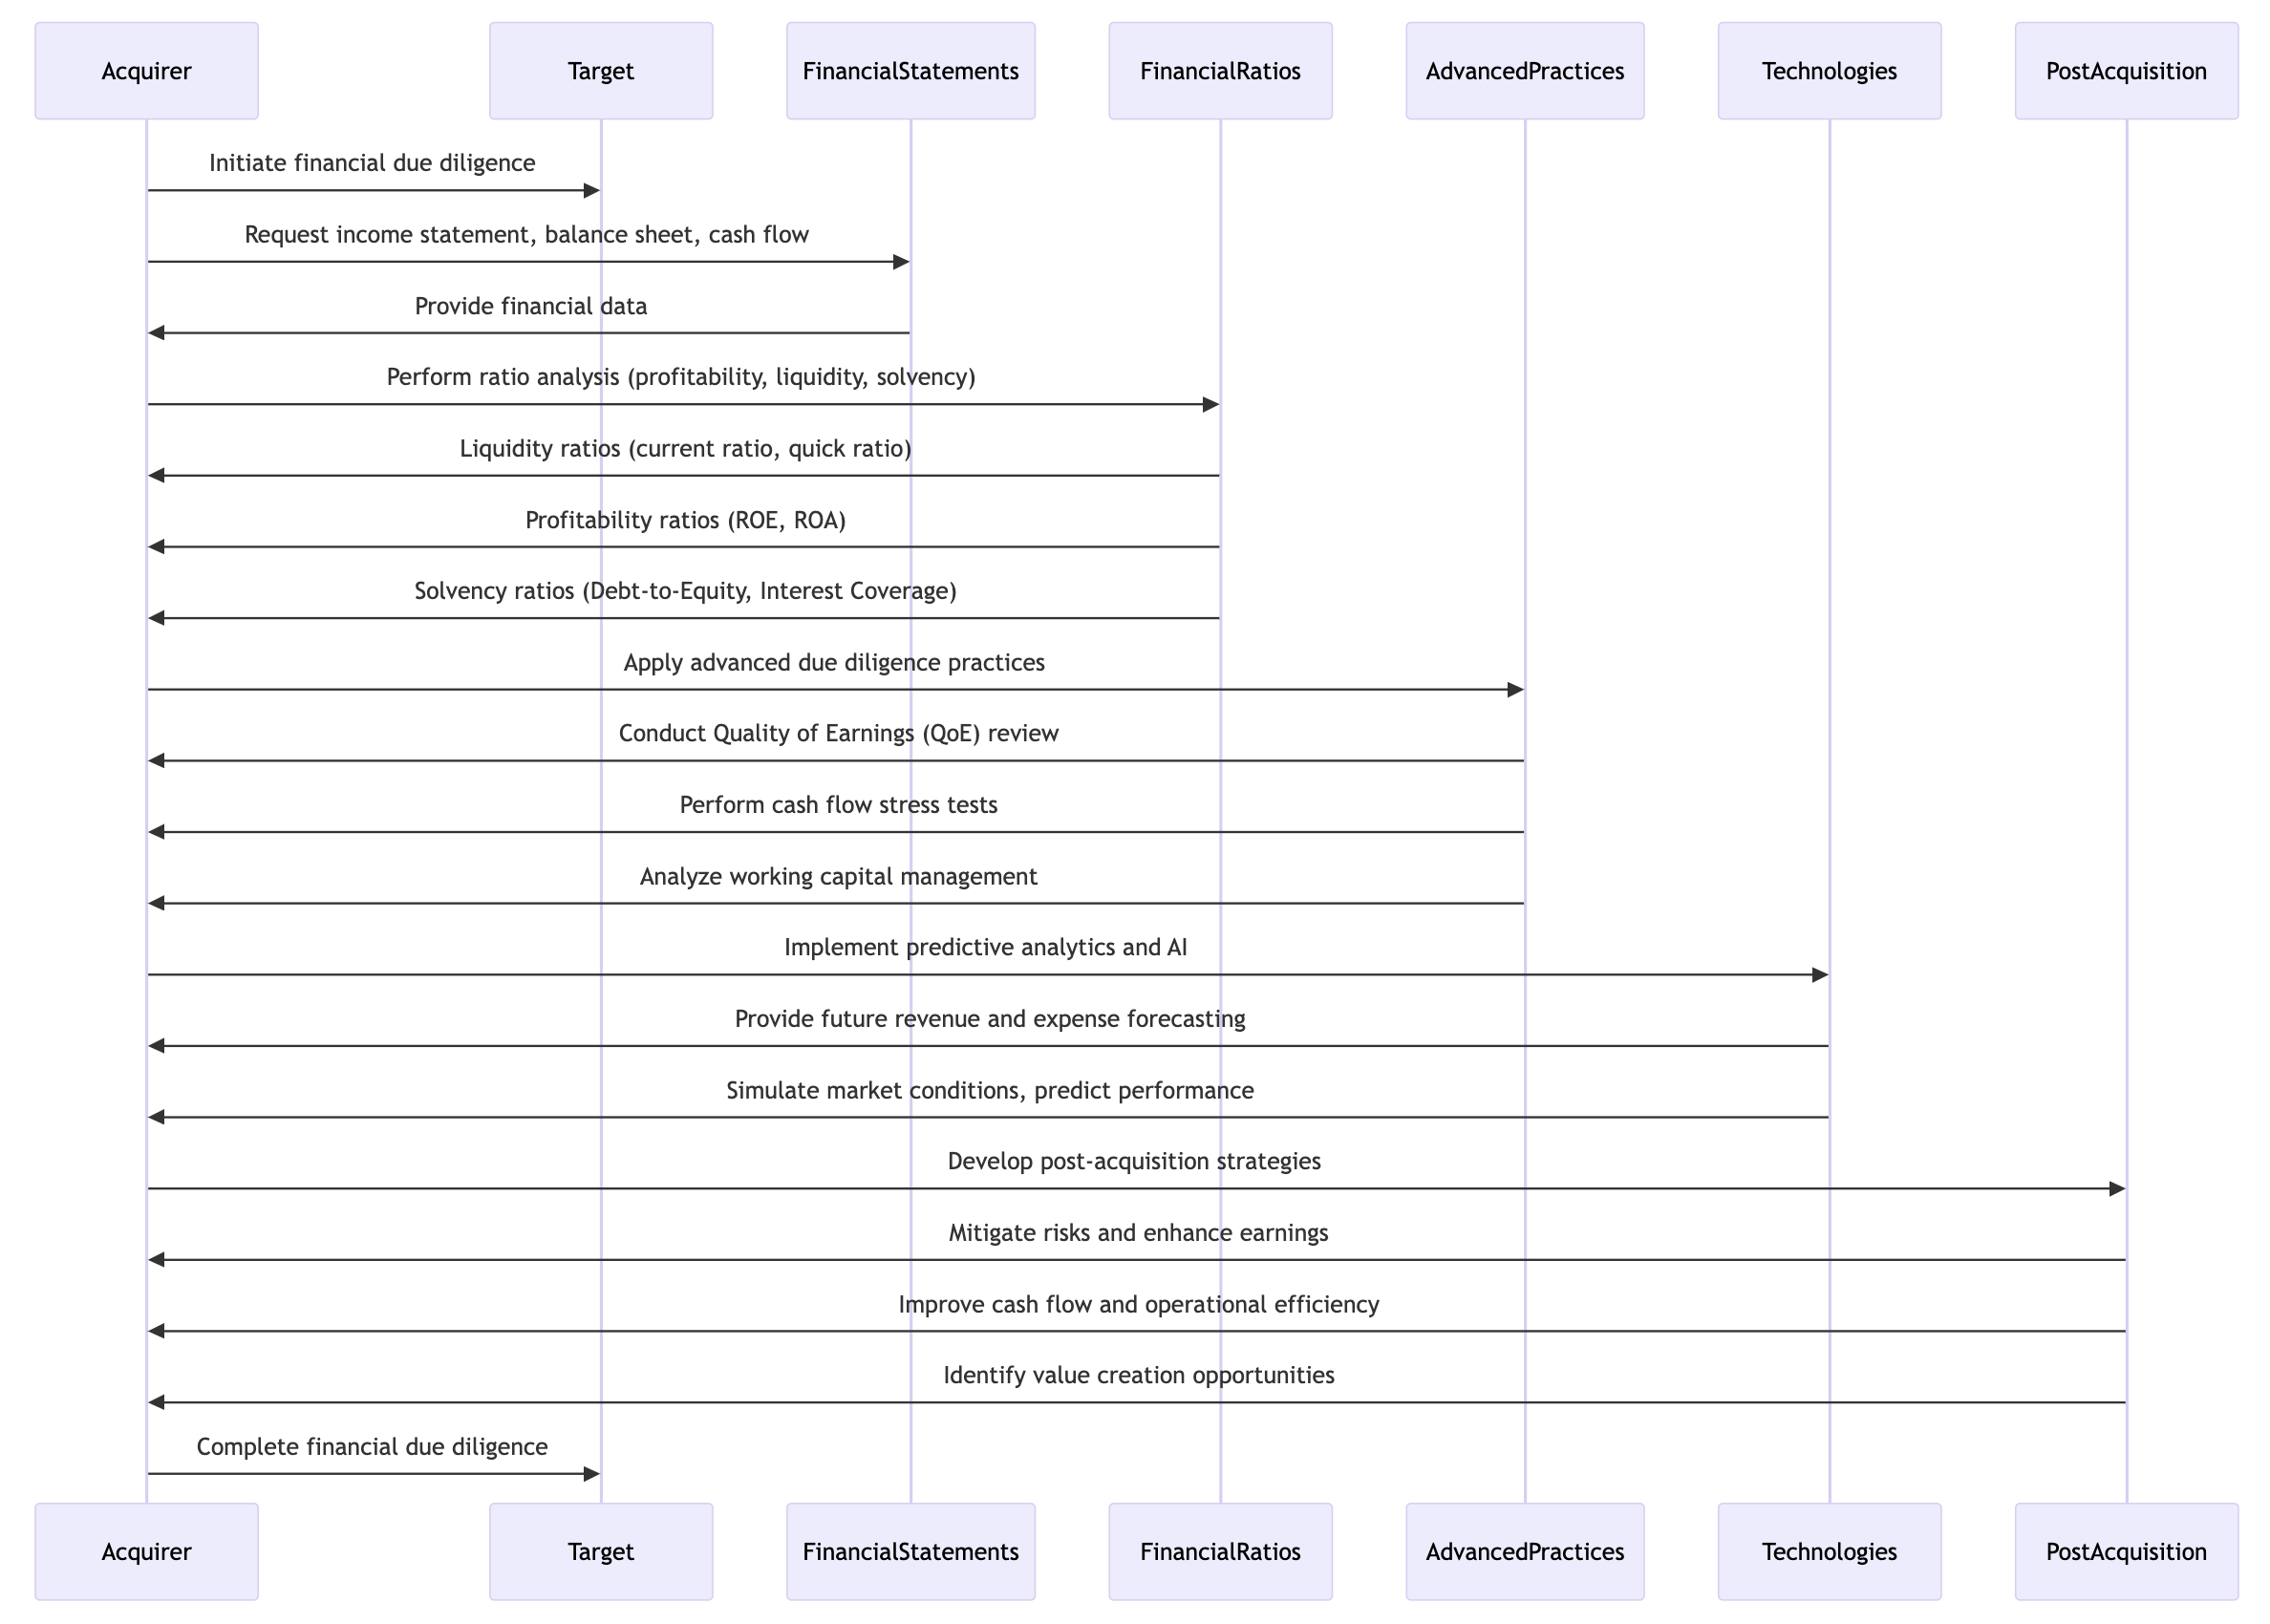 Acquirer
Target
FinancialStatements
FinancialRatios
AdvancedPractices
Technologies
PostAcquisition
Initiate financial due diligence
Request income statement, balance sheet, cash flow
Provide financial data
Perform ratio analysis (profitability, liquidity, solvency)
Liquidity ratios (current ratio, quick ratio)
Profitability ratios (ROE, ROA)
Solvency ratios (Debt-to-Equity, Interest Coverage)
Apply advanced due diligence practices
Conduct Quality of Earnings (QoE) review
Perform cash flow stress tests
Analyze working capital management
Implement predictive analytics and AI
Provide future revenue and expense forecasting
Simulate market conditions, predict performance
Develop post-acquisition strategies
Mitigate risks and enhance earnings
Improve cash flow and operational efficiency
Identify value creation opportunities
Complete financial due diligence
Acquirer
Target
FinancialStatements
FinancialRatios
AdvancedPractices
Technologies
PostAcquisition